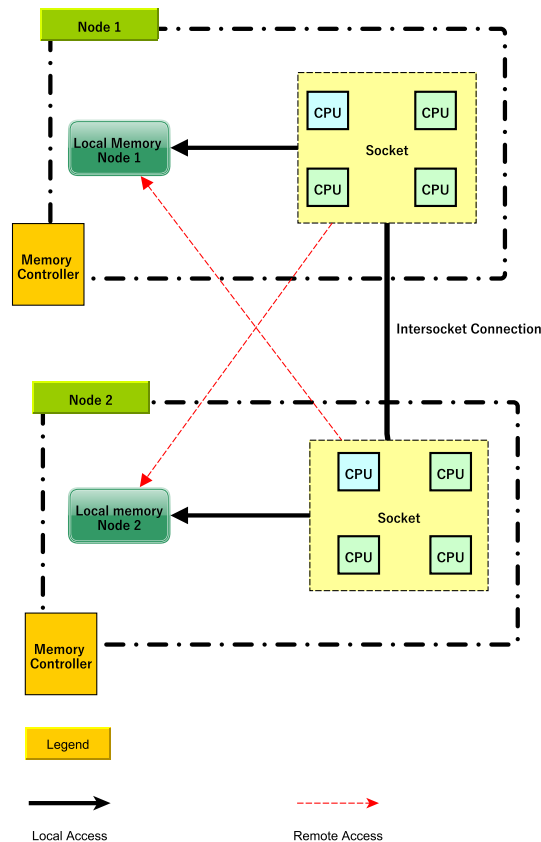 Node 1
CPU
CPU
Local Memory
Node 1
Socket
CPU
CPU
Memory
Controller
Intersocket Connection
Node 2
CPU
CPU
Local memory
Node 2
Socket
CPU
CPU
Memory
Controller
Legend
Local Access
Remote Access